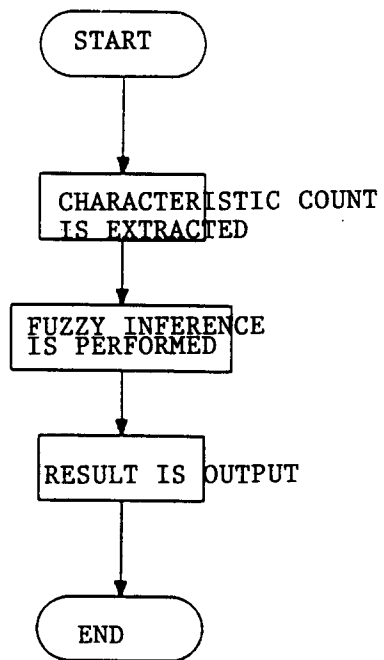 START
CHARACTERISTIC COUNT
IS EXTRACTED
FUZZY INFERENCE
IS PERFORMED
RESULT IS OUTPUT
END